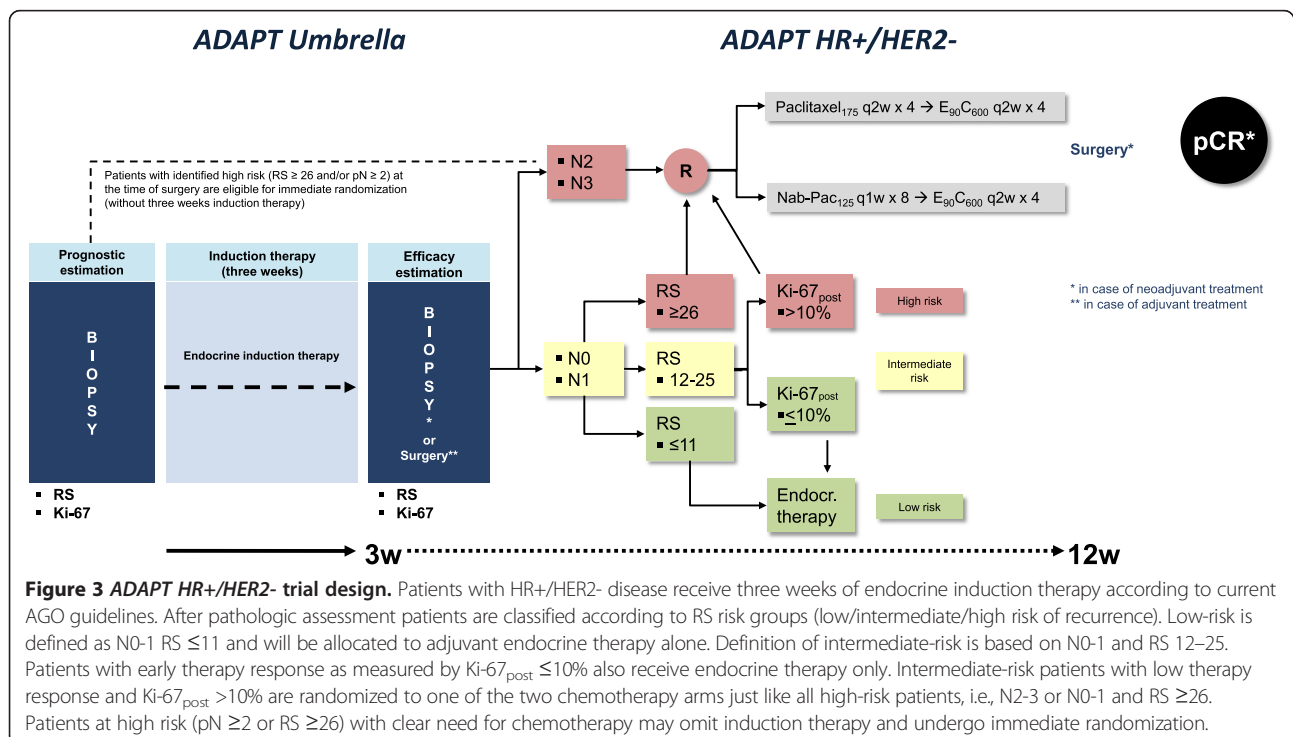 ADAPT Umbrella
ADAPT HR+/HER2-
Patients with identified high risk (RS ≥ 26 and/or pN ≥ 2) at
the time of surgery are eligible for immediate randomization
(without three weeks induction therapy)
▪ N2
▪ N3
R
Paclitaxel175 q2w x 4 → E90C600 q2w x 4
Nab-Pac125 q1w x 8 → E90C600 q2w x 4
Surgery*
pCR*
Prognostic
estimation
Induction therapy
(three weeks)
Efficacy
estimation
B
I
O
P
S
Y
Endocrine induction therapy
B
I
O
P
S
Y
*
or
Surgery**
▪ RS
▪ Ki-67
▪ RS
▪ Ki-67
▪ N0
▪ N1
RS
▪ ≥26
RS
▪ 12-25
RS
▪ ≤11
Ki-67post
▪ >10%
Ki-67post
▪ ≤10%
Endocr.
therapy
High risk
Intermediate
risk
Low risk
* in case of neoadjuvant treatment
** in case of adjuvant treatment
3w
12w
Figure 3 ADAPT HR+/HER2- trial design. Patients with HR+/HER2- disease receive three weeks of endocrine induction therapy according to current
AGO guidelines. After pathologic assessment patients are classified according to RS risk groups (low/intermediate/high risk of recurrence). Low-risk is
defined as N0-1 RS ≤11 and will be allocated to adjuvant endocrine therapy alone. Definition of intermediate-risk is based on N0-1 and RS 12–25.
Patients with early therapy response as measured by Ki-67post ≤10% also receive endocrine therapy only. Intermediate-risk patients with low therapy
response and Ki-67post >10% are randomized to one of the two chemotherapy arms just like all high-risk patients, i.e., N2-3 or N0-1 and RS ≥26.
Patients at high risk (pN ≥2 or RS ≥26) with clear need for chemotherapy may omit induction therapy and undergo immediate randomization.